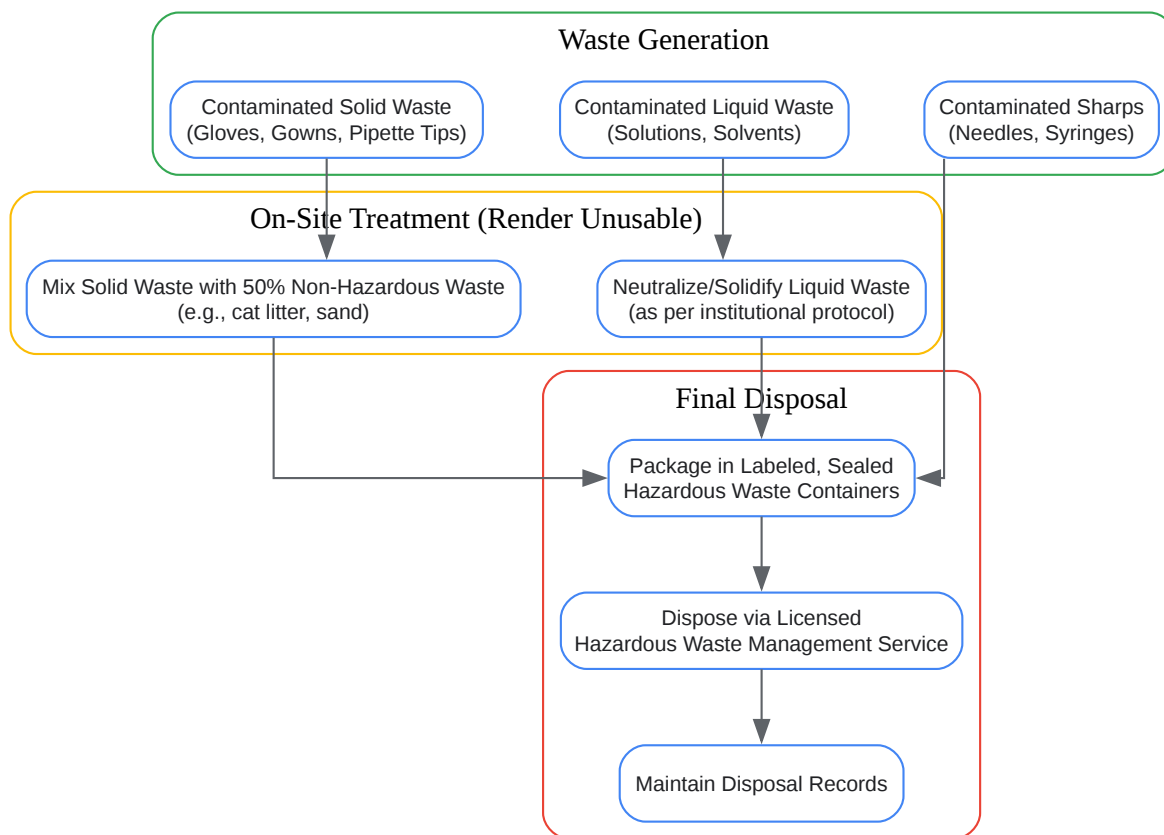 Waste Generation
Contaminated Solid Waste
(Gloves, Gowns, Pipette Tips)
Contaminated Liquid Waste
(Solutions, Solvents)
Contaminated Sharps
(Needles, Syringes)
On-Site Treatment (Render Unusable)
Mix Solid Waste with 50% Non-Hazardous Waste
(e.g., cat litter, sand)
Neutralize/Solidify Liquid Waste
(as per institutional protocol)
Final Disposal
Package in Labeled, Sealed
Hazardous Waste Containers
Dispose via Licensed
Hazardous Waste Management Service
Maintain Disposal Records